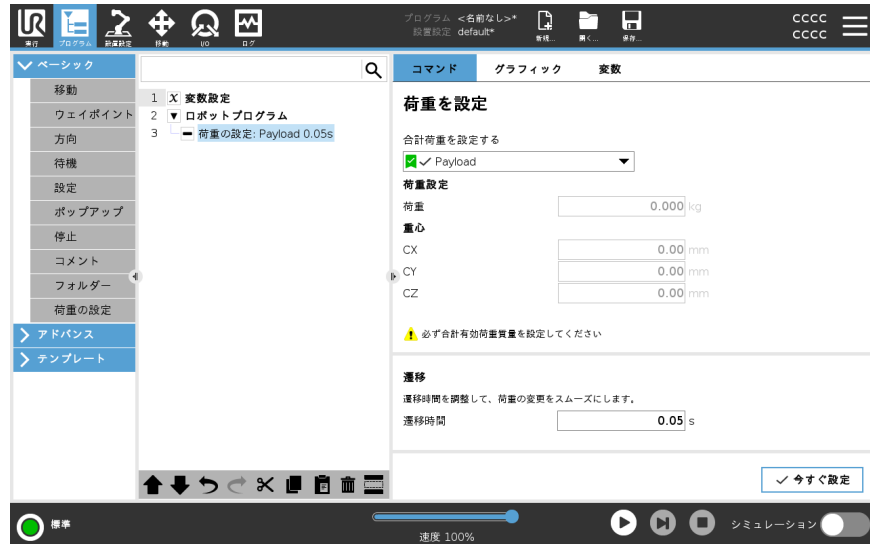 UR
実行
プログラム
設置設定
移動
I/O
ログ
プログラム <名前なし>*
設置設定 default*
新規...
開く...
保存...
cccc
cccc
ベーシック
移動
ウェイポイント
方向
待機
設定
ポップアップ
停止
コメント
フォルダー
荷重の設定
アドバンス
テンプレート
1 X 変数設定
2 ▼ ロボットプログラム
3 荷重の設定: Payload 0.05s
コマンド グラフィック 変数
荷重を設定
合計荷重を設定する
Payload
荷重設定
荷重 0.000 kg
重心
CX 0.00 mm
CY 0.00 mm
CZ 0.00 mm
必ず合計有効荷重質量を設定してください
遷移
遷移時間を調整して、荷重の変更をスムーズにします。
遷移時間 0.05 s
今すぐ設定
標準
速度 100%
シミュレーション